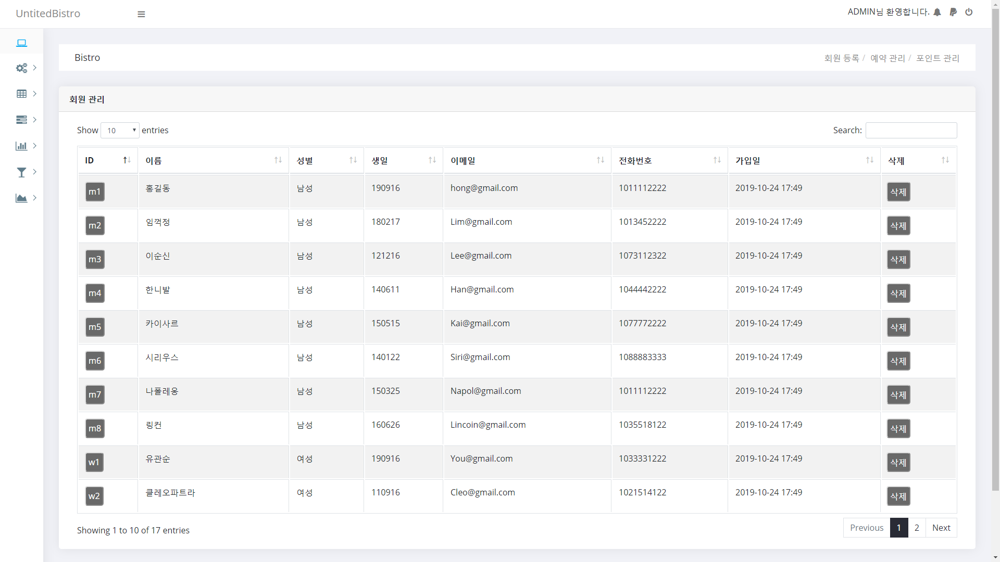 UntitedBistro
ADMIN님 환영합니다.
Bistro
회원 등록 / 예약 관리 / 포인트 관리
회원 관리
Show 10 entries
Search:
ID 이름 성별 생일 이메일 전화번호 가입일 삭제
m1 홍길동 남성 190916 hong@gmail.com 1011112222 2019-10-24 17:49 삭제
m2 임꺽정 남성 180217 Lim@gmail.com 1013452222 2019-10-24 17:49 삭제
m3 이순신 남성 121216 Lee@gmail.com 1073112322 2019-10-24 17:49 삭제
m4 한니발 남성 140611 Han@gmail.com 1044442222 2019-10-24 17:49 삭제
m5 카이사르 남성 150515 Kai@gmail.com 1077772222 2019-10-24 17:49 삭제
m6 시리우스 남성 140122 Siri@gmail.com 1088883333 2019-10-24 17:49 삭제
m7 나폴레옹 남성 150325 Napol@gmail.com 1011112222 2019-10-24 17:49 삭제
m8 링컨 남성 160626 Lincoin@gmail.com 1035518122 2019-10-24 17:49 삭제
w1 유관순 여성 190916 You@gmail.com 1033331222 2019-10-24 17:49 삭제
w2 클레오파트라 여성 110916 Cleo@gmail.com 1021514122 2019-10-24 17:49 삭제
Showing 1 to 10 of 17 entries
Previous 1 2 Next